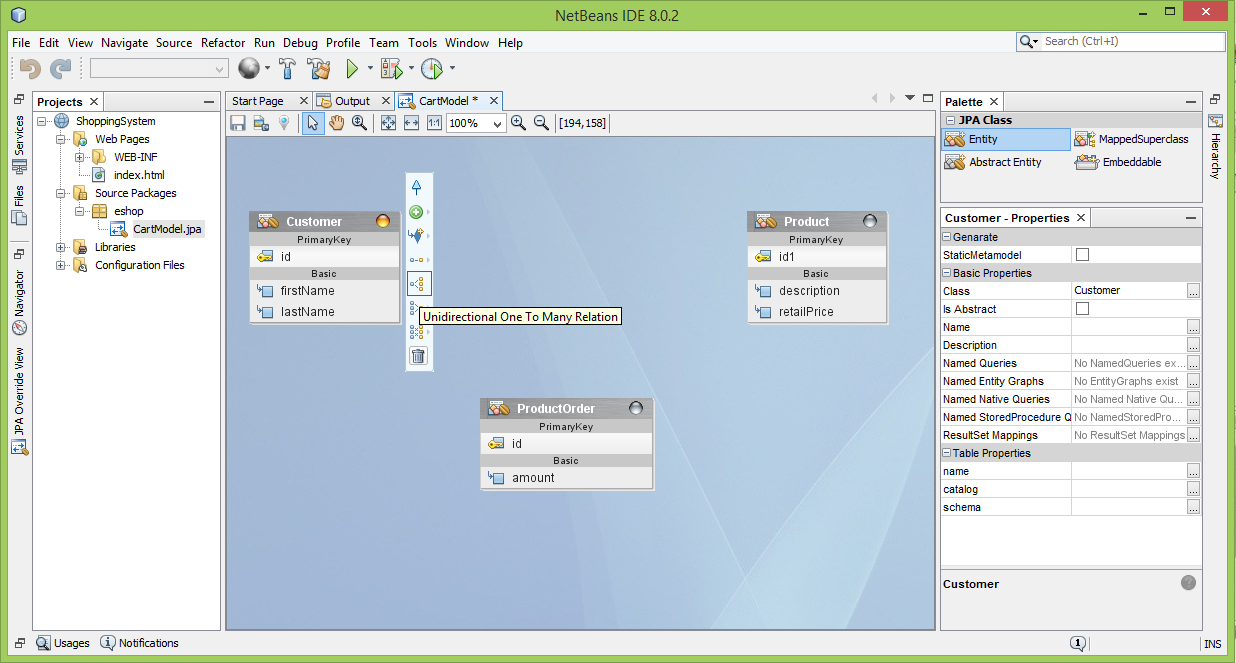 NetBeans IDE 8.0.2
File Edit View Navigate Source Refactor Run Debug Profile Team Tools Window Help
Search (Ctrl+I)
Services
Files
Navigator
JPA Override View
Projects
ShoppingSystem
Web Pages
WEB-INF
index.html
Source Packages
eshop
CartModel.jpa
Libraries
Configuration Files
Start Page Output CartModel *
1:1 100% [194,158]
Customer
PrimaryKey
id
Basic
firstName
lastName
Unidirectional One To Many Relation
Product
PrimaryKey
id1
Basic
description
retailPrice
ProductOrder
PrimaryKey
id
Basic
amount
Palette
JPA Class
Entity MappedSuperclass
Abstract Entity Embeddable
Hierarchy
Customer - Properties
Genarate
StaticMetamodel
Basic Properties
Class Customer ...
Is Abstract
Name ...
Description ...
Named Queries No NamedQueries ex... ...
Named Entity Graphs No EntityGraphs exist ...
Named Native Queries No Named Native Qu... ...
Named StoredProcedure Q No NamedStoredPro... ...
ResultSet Mappings No ResultSet Mappings ...
Table Properties
name ...
catalog ...
schema ...
Customer
Usages Notifications
1 INS